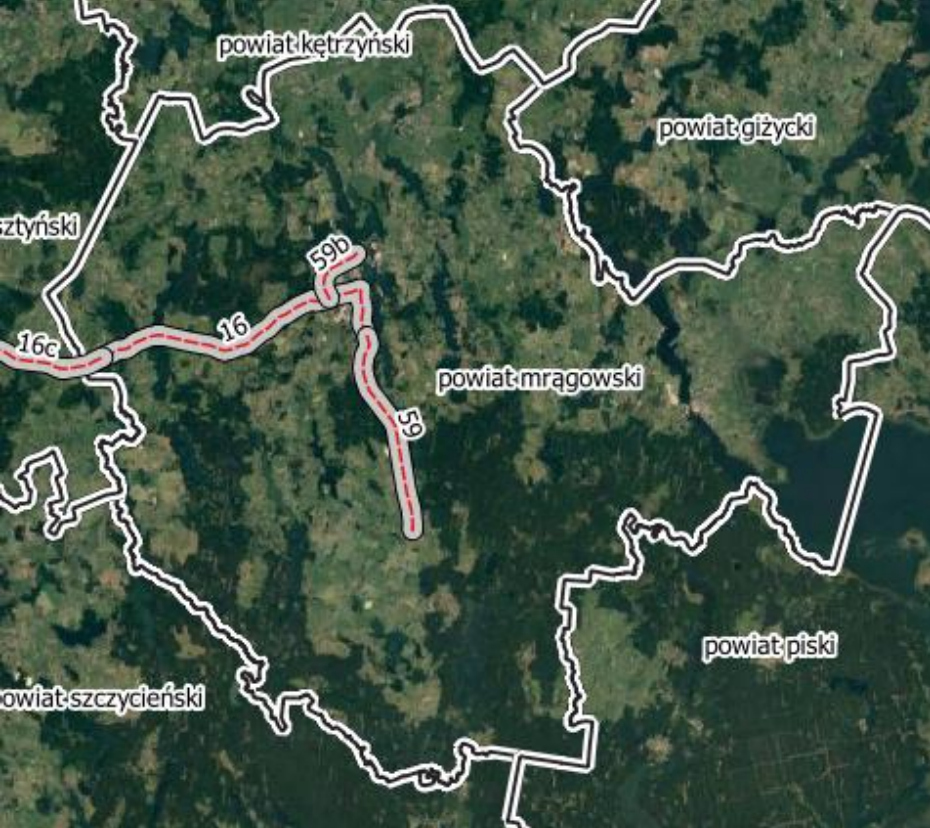 powiat kętrzyński
powiat giżycki
sztyński
59b
16
16c
powiat mrągowski
59
powiat piski
powiat szczycieński